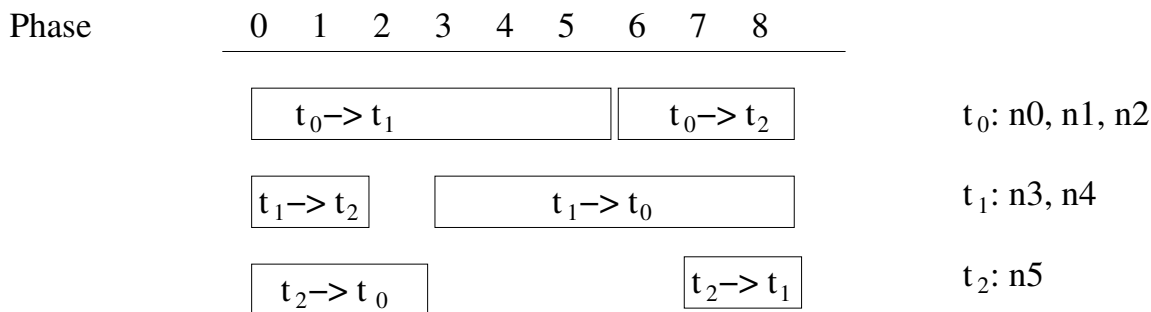 Phase 0 1 2 3 4 5 6 7 8
t₀−> t₁ t₀−> t₂ t₀: n0, n1, n2
t₁−> t₂ t₁−> t₀ t₁: n3, n4
t₂−> t₀ t₂−> t₁ t₂: n5